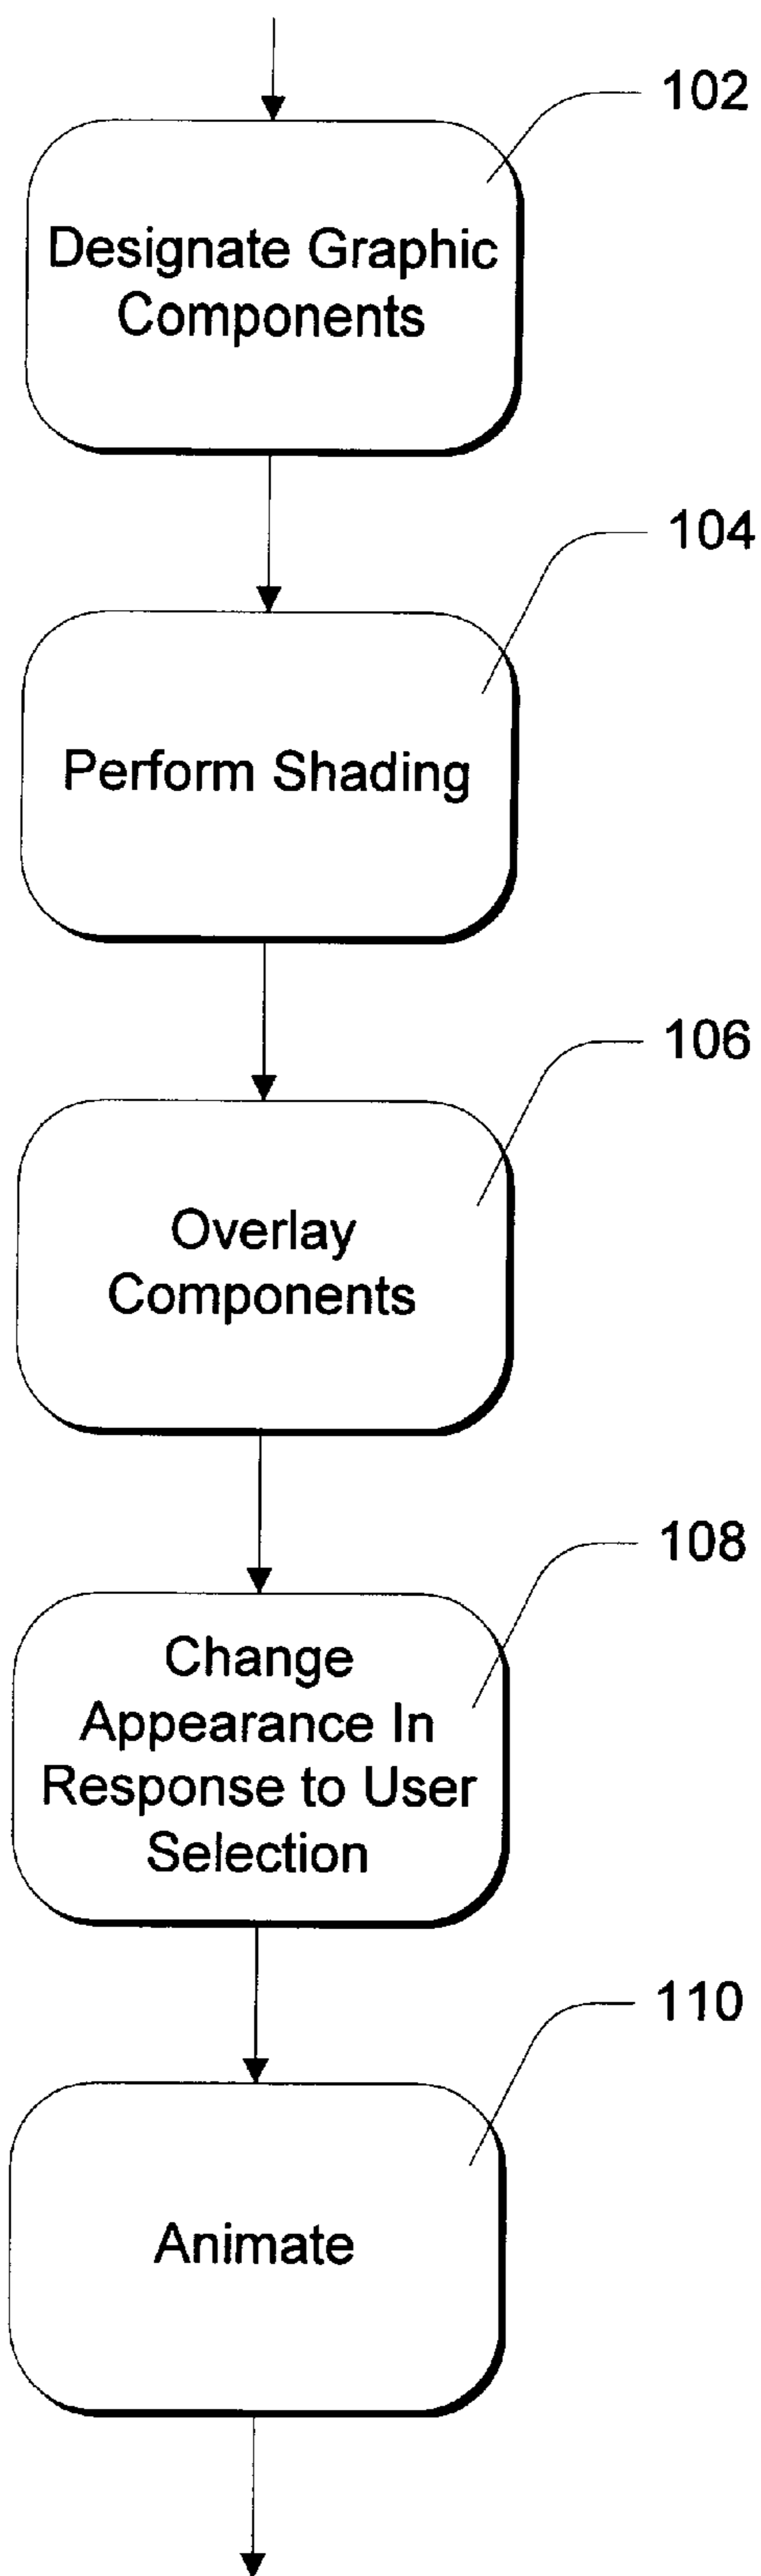 102
Designate Graphic
Components
104
Perform Shading
106
Overlay
Components
108
Change
Appearance In
Response to User
Selection
110
Animate